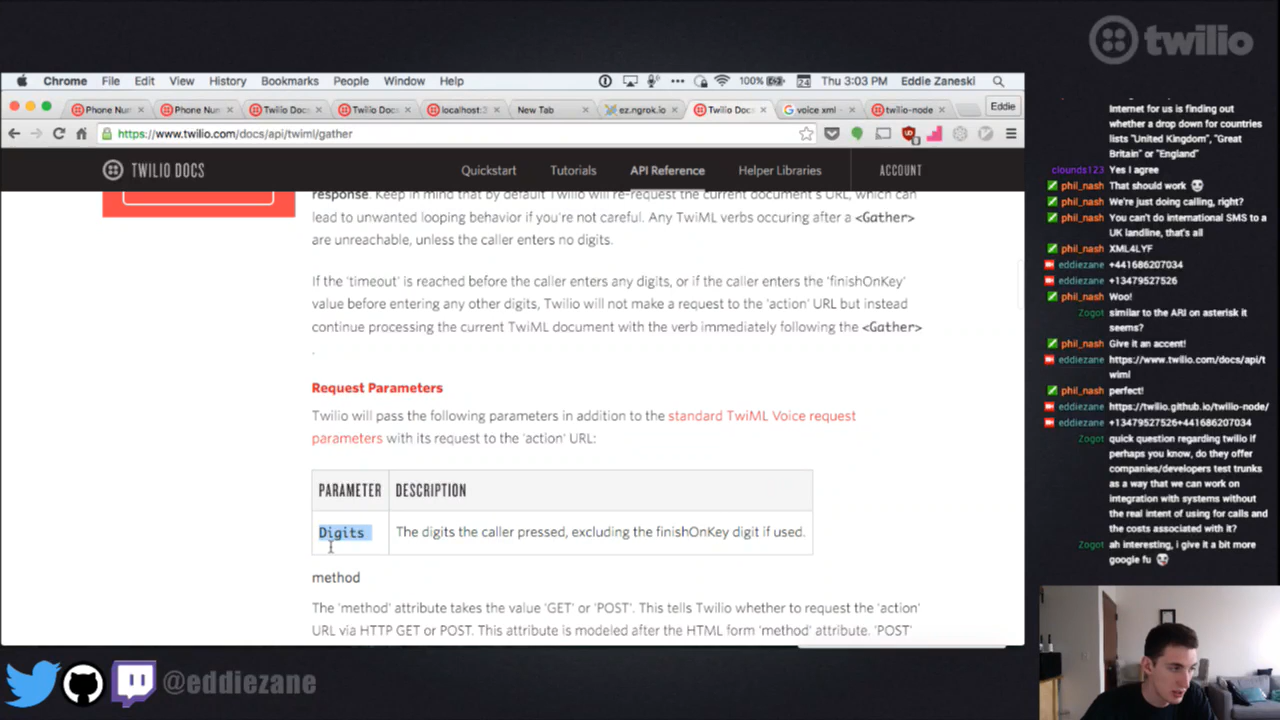 twilio
Chrome File Edit View History Bookmarks People Window Help
100% 24 Thu 3:03 PM Eddie Zaneski
Phone Nur
Phone Nur
Twilio Doc
Twilio Doc
localhost:3
New Tab
ez.ngrok.io
Twilio Docs
voice xml -
twilio-node
Eddie
https://www.twilio.com/docs/api/twiml/gather
TWILIO DOCS Quickstart Tutorials API Reference Helper Libraries ACCOUNT
response. Keep in mind that by default Twilio will re-request the current document's URL, which can
lead to unwanted looping behavior if you're not careful. Any TwiML verbs occuring after a <Gather>
are unreachable, unless the caller enters no digits.
If the 'timeout' is reached before the caller enters any digits, or if the caller enters the 'finishOnKey'
value before entering any other digits, Twilio will not make a request to the 'action' URL but instead
continue processing the current TwiML document with the verb immediately following the <Gather>
.
Request Parameters
Twilio will pass the following parameters in addition to the standard TwiML Voice request
parameters with its request to the 'action' URL:
PARAMETER DESCRIPTION
Digits The digits the caller pressed, excluding the finishOnKey digit if used.
method
The 'method' attribute takes the value 'GET' or 'POST'. This tells Twilio whether to request the 'action'
URL via HTTP GET or POST. This attribute is modeled after the HTML form 'method' attribute. 'POST'
Internet for us is finding out
whether a drop down for countries
lists "United Kingdom", "Great
Britain" or "England"
clounds123 Yes I agree
phil_nash That should work
phil_nash We're just doing calling, right?
phil_nash You can't do international SMS to a
UK landline, that's all
phil_nash XML4LYF
eddiezane +441686207034
eddiezane +13479527526
phil_nash Woo!
Zogot similar to the ARI on asterisk it
seems?
phil_nash Give it an accent!
eddiezane https://www.twilio.com/docs/api/t
wiml
phil_nash perfect!
eddiezane https://twilio.github.io/twilio-node/
eddiezane +13479527526+441686207034
Zogot quick question regarding twilio if
perhaps you know, do they offer
companies/developers test trunks
as a way that we can work on
integration with systems without
the real intent of using for calls and
the costs associated with it?
Zogot ah interesting, i give it a bit more
google fu
@eddiezane